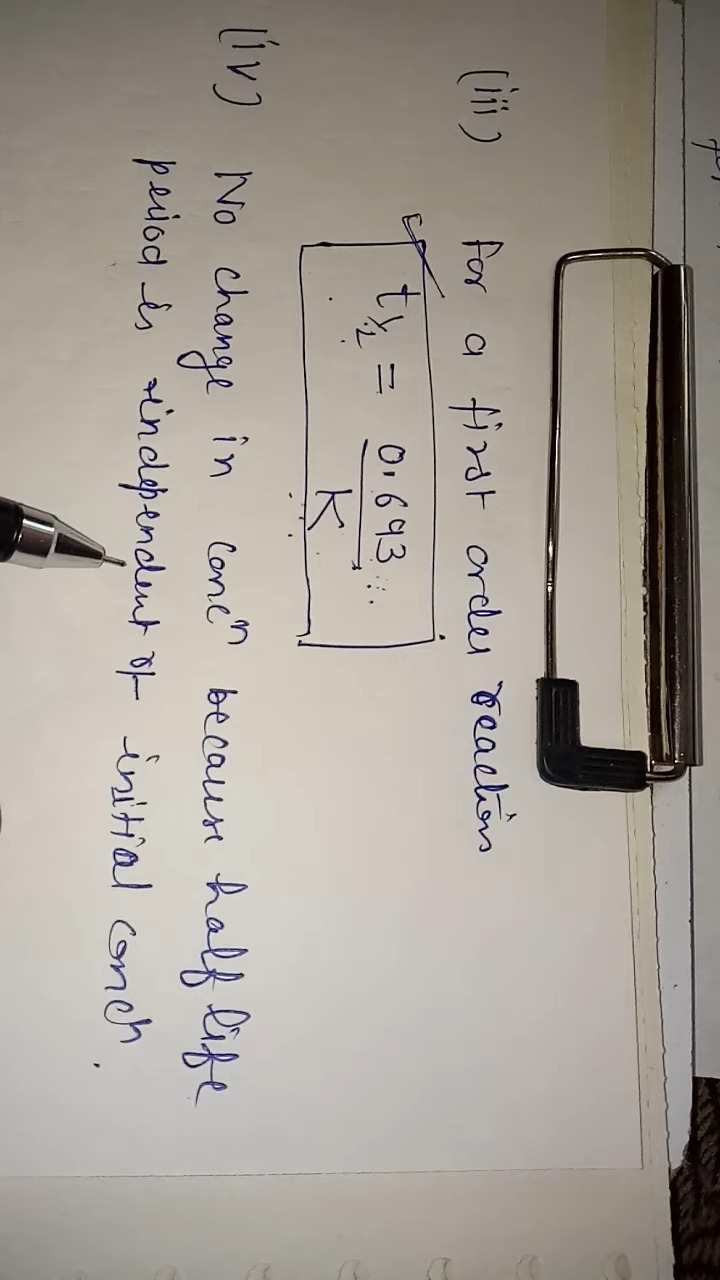 (iii) for a first order reaction
t½ = 0.693 / K
(iv) No change in concⁿ because half life
period is independent of initial concn.